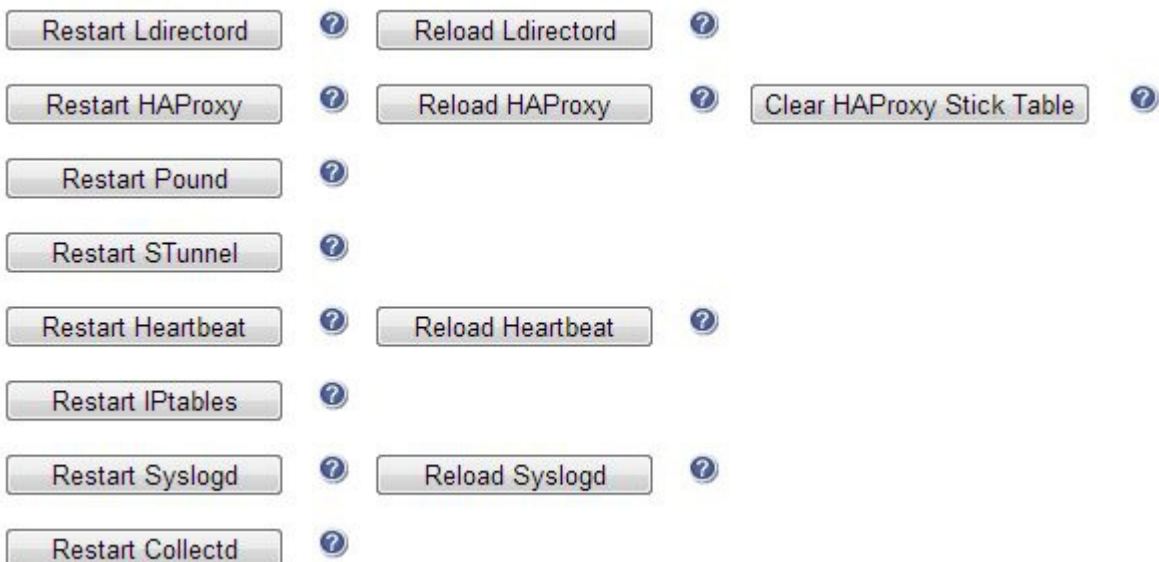 Restart Ldirectord Reload Ldirectord
Restart HAProxy Reload HAProxy Clear HAProxy Stick Table
Restart Pound
Restart STunnel
Restart Heartbeat Reload Heartbeat
Restart IPtables
Restart Syslogd Reload Syslogd
Restart Collectd